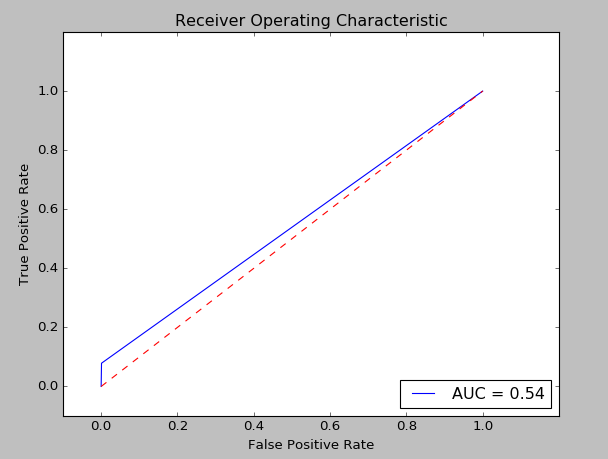 Receiver Operating Characteristic
True Positive Rate
1.0
0.8
0.6
0.4
0.2
0.0
AUC = 0.54
0.0 0.2 0.4 0.6 0.8 1.0
False Positive Rate